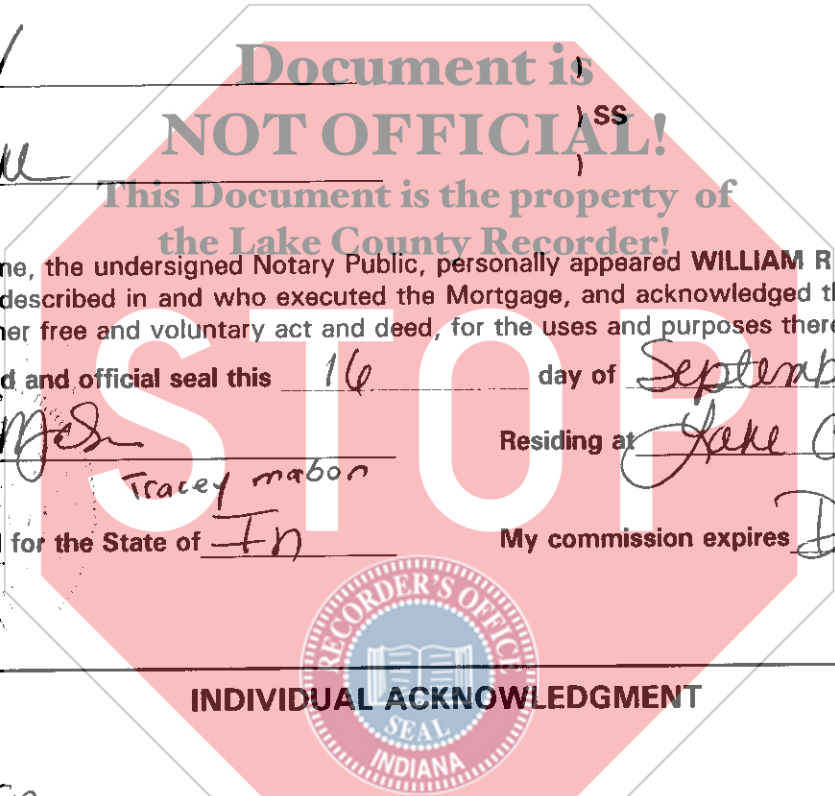 Document is
)
NOT OFFICIAL!
) SS
)
This Document is the property of
the Lake County Recorder!
me, the undersigned Notary Public, personally appeared WILLIAM R
described in and who executed the Mortgage, and acknowledged th
her free and voluntary act and deed, for the uses and purposes there
d and official seal this 16 day of Septemb
STOP
Residing at Lake C
Tracey mabon
for the State of In
My commission expires
RECORDER'S OFFICE
INDIVIDUAL ACKNOWLEDGMENT
SEAL
INDIANA